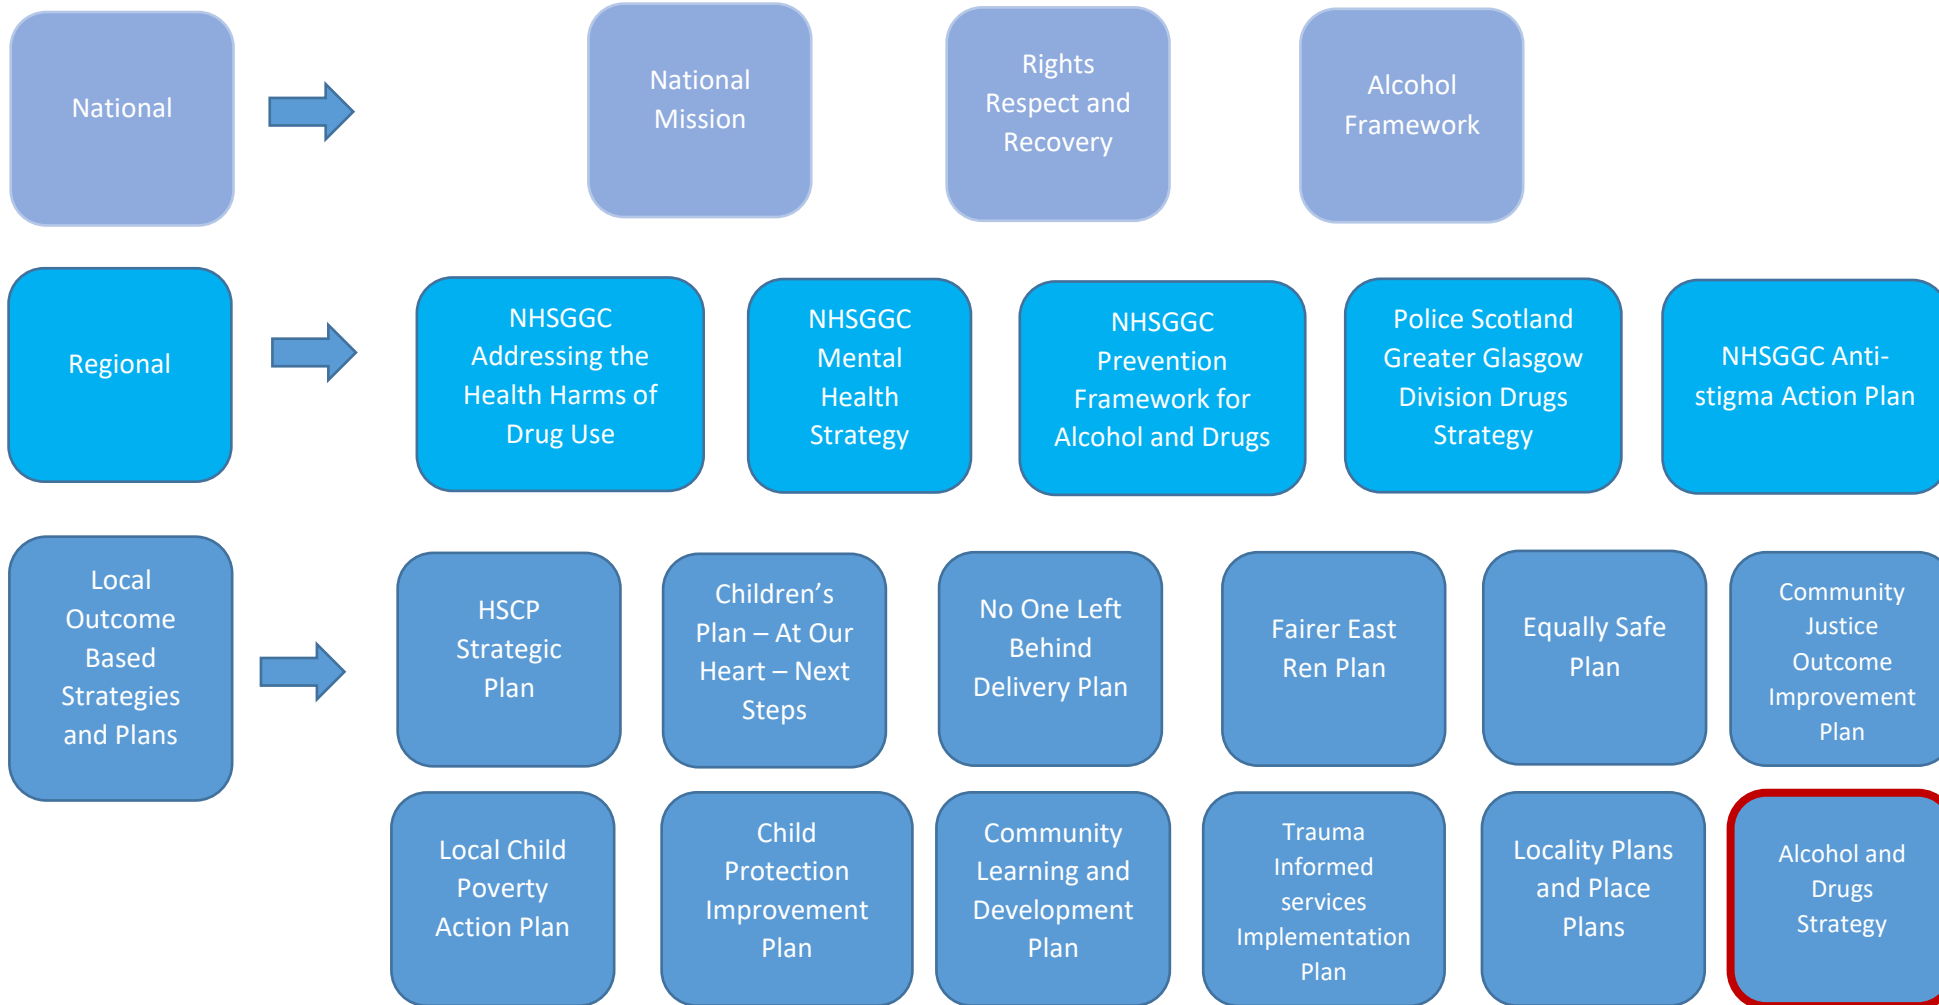 National
National
Mission
Rights
Respect and
Recovery
Alcohol
Framework
Regional
NHSGGC
Addressing the
Health Harms of
Drug Use
NHSGGC
Mental
Health
Strategy
NHSGGC
Prevention
Framework for
Alcohol and Drugs
Police Scotland
Greater Glasgow
Division Drugs
Strategy
NHSGGC Anti-
stigma Action Plan
Local
Outcome
Based
Strategies
and Plans
HSCP
Strategic
Plan
Children’s
Plan – At Our
Heart – Next
Steps
No One Left
Behind
Delivery Plan
Fairer East
Ren Plan
Equally Safe
Plan
Community
Justice
Outcome
Improvement
Plan
Local Child
Poverty
Action Plan
Child
Protection
Improvement
Plan
Community
Learning and
Development
Plan
Trauma
Informed
services
Implementation
Plan
Locality Plans
and Place
Plans
Alcohol and
Drugs
Strategy